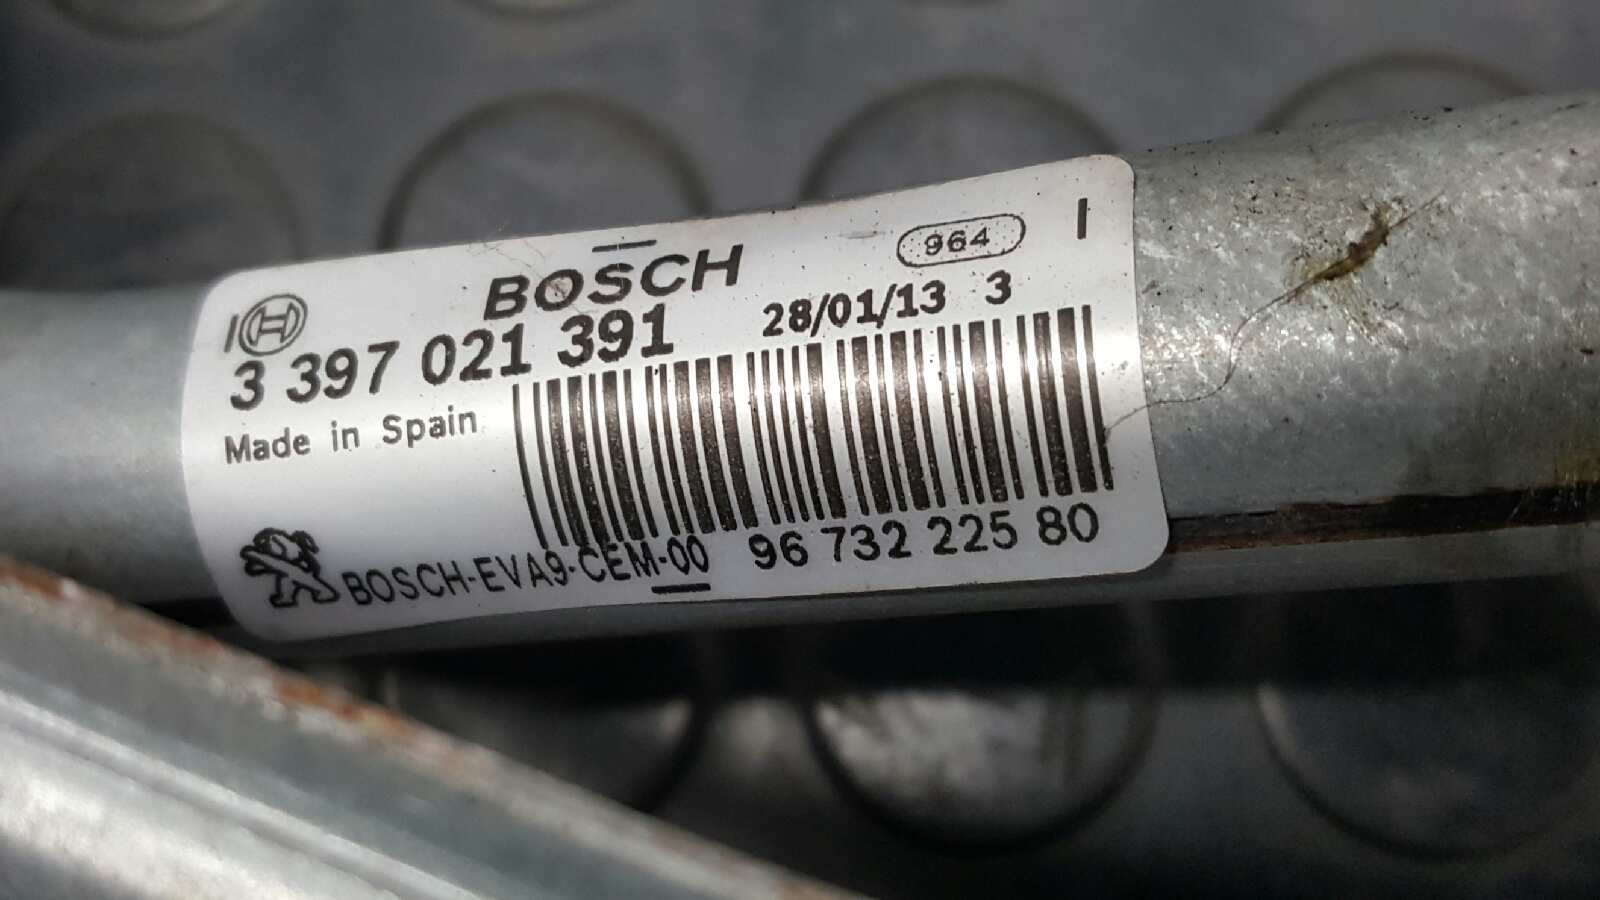 BOSCH 964 I
3 397 021 391 28/01/13 3
Made in Spain
BOSCH-EVA9-CEM-00 96 732 225 80